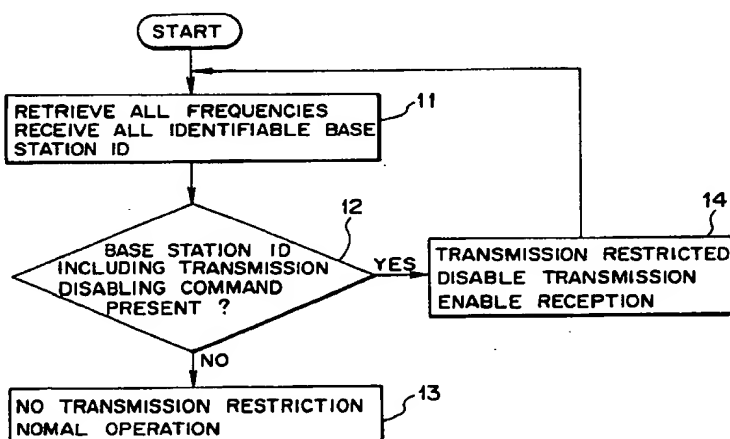 START
11
RETRIEVE ALL FREQUENCIES
RECEIVE ALL IDENTIFIABLE BASE
STATION ID
12
BASE STATION ID
INCLUDING TRANSMISSION
DISABLING COMMAND
PRESENT ?
YES
14
TRANSMISSION RESTRICTED
DISABLE TRANSMISSION
ENABLE RECEPTION
NO
13
NO TRANSMISSION RESTRICTION
NOMAL OPERATION